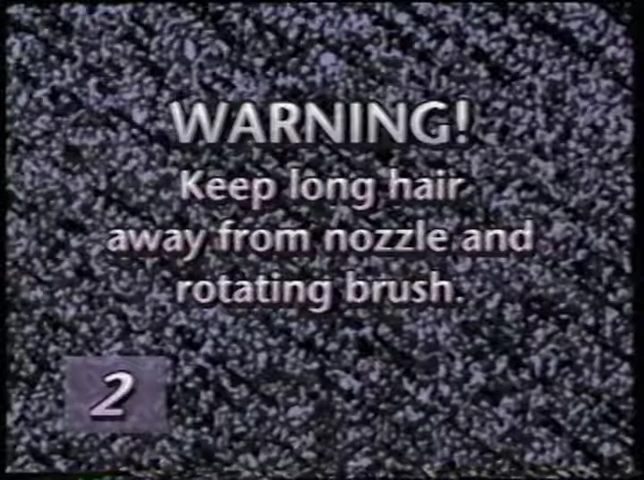 WARNING!
Keep long hair
away from nozzle and
rotating brush.
2